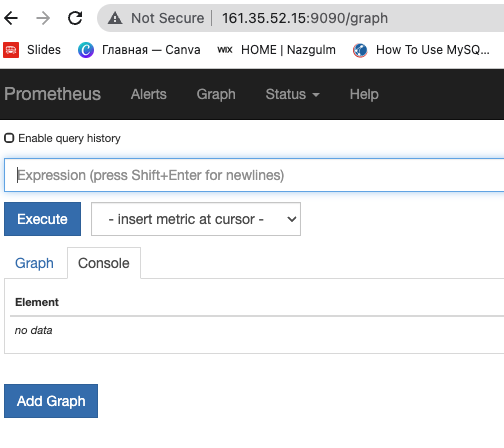 Not Secure | 161.35.52.15:9090/graph
Slides Главная — Canva WIX HOME | Nazgulm How To Use MySQ...
Prometheus Alerts Graph Status Help
Enable query history
Expression (press Shift+Enter for newlines)
Execute - insert metric at cursor -
Graph Console
Element
no data
Add Graph